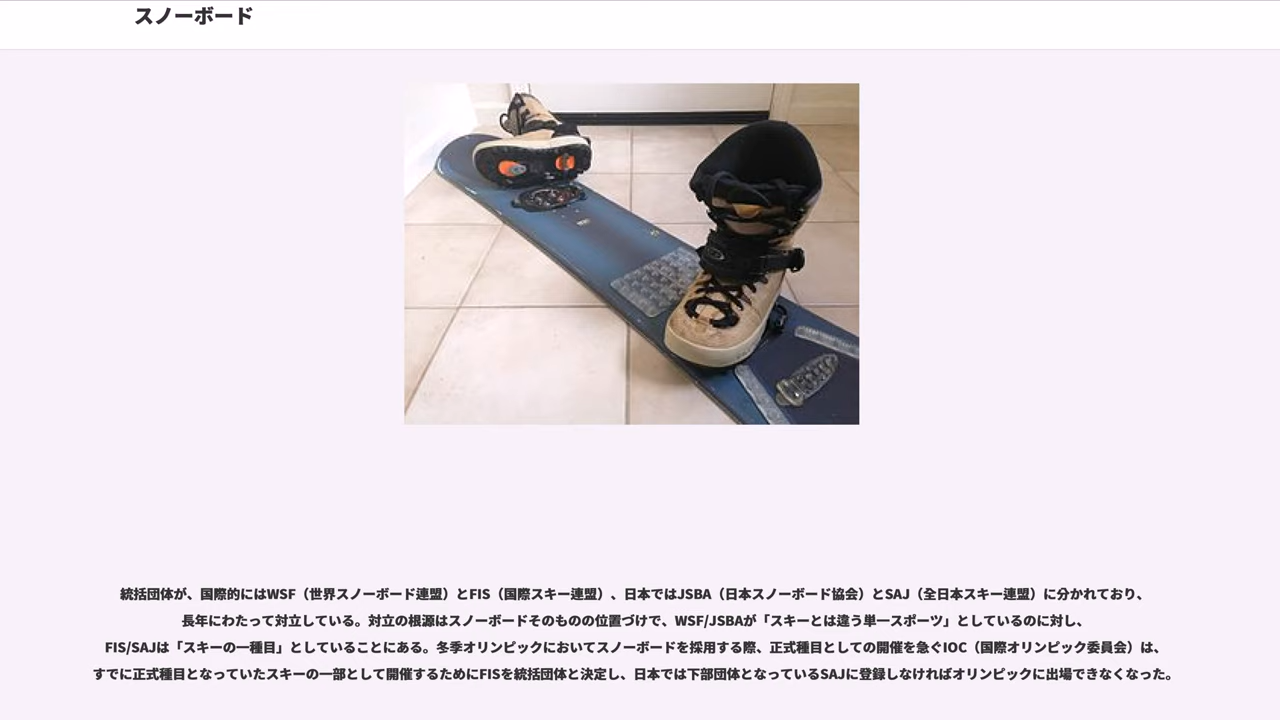 スノーボード
統括団体が、国際的にはWSF（世界スノーボード連盟）とFIS（国際スキー連盟）、日本ではJSBA（日本スノーボード協会）とSAJ（全日本スキー連盟）に分かれており、
長年にわたって対立している。対立の根源はスノーボードそのものの位置づけで、WSF/JSBAが「スキーとは違う単一スポーツ」としているのに対し、
FIS/SAJは「スキーの一種目」としていることにある。冬季オリンピックにおいてスノーボードを採用する際、正式種目としての開催を急ぐIOC（国際オリンピック委員会）は、
すでに正式種目となっていたスキーの一部として開催するためにFISを統括団体と決定し、日本では下部団体となっているSAJに登録しなければオリンピックに出場できなくなった。